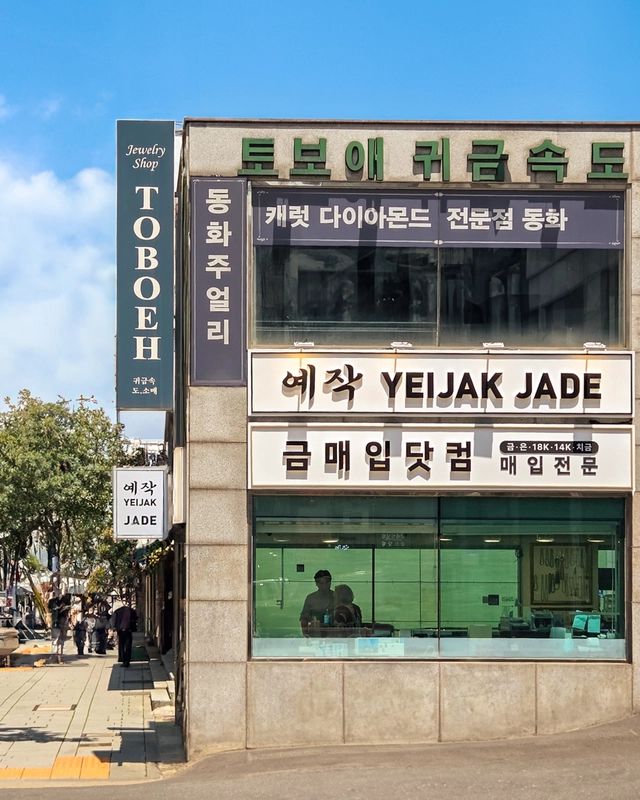 Jewelry
Shop
TOBOEH
귀금속
도.소매
토보애 귀금속 도
동화주얼리
캐럿 다이아몬드 전문점 동화
예작 YEIJAK JADE
금매입닷컴
금·은·18K·14K·치금
매입전문
예작
YEIJAK
JADE